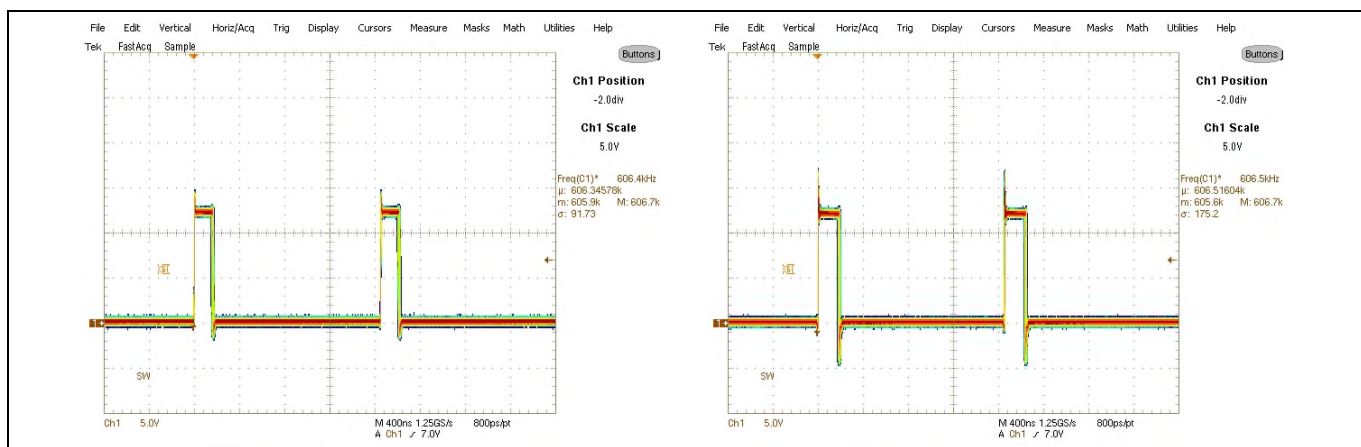 File Edit Vertical Horiz/Acq Trig Display Cursors Measure Masks Math Utilities Help
Tek FastAcq Sample
Buttons
Ch1 Position
-2.0div
Ch1 Scale
5.0V
Freq(C1)* 606.4kHz
µ: 606.34578k
m: 605.9k M: 606.7k
σ: 91.73
SW
Ch1 5.0V
M 400ns 1.25GS/s 800ps/pt
A Ch1 / 7.0V
File Edit Vertical Horiz/Acq Trig Display Cursors Measure Masks Math Utilities Help
Tek FastAcq Sample
Buttons
Ch1 Position
-2.0div
Ch1 Scale
5.0V
Freq(C1)* 606.5kHz
µ: 606.51604k
m: 605.6k M: 606.7k
σ: 175.2
SW
Ch1 5.0V
M 400ns 1.25GS/s 800ps/pt
A Ch1 / 7.0V